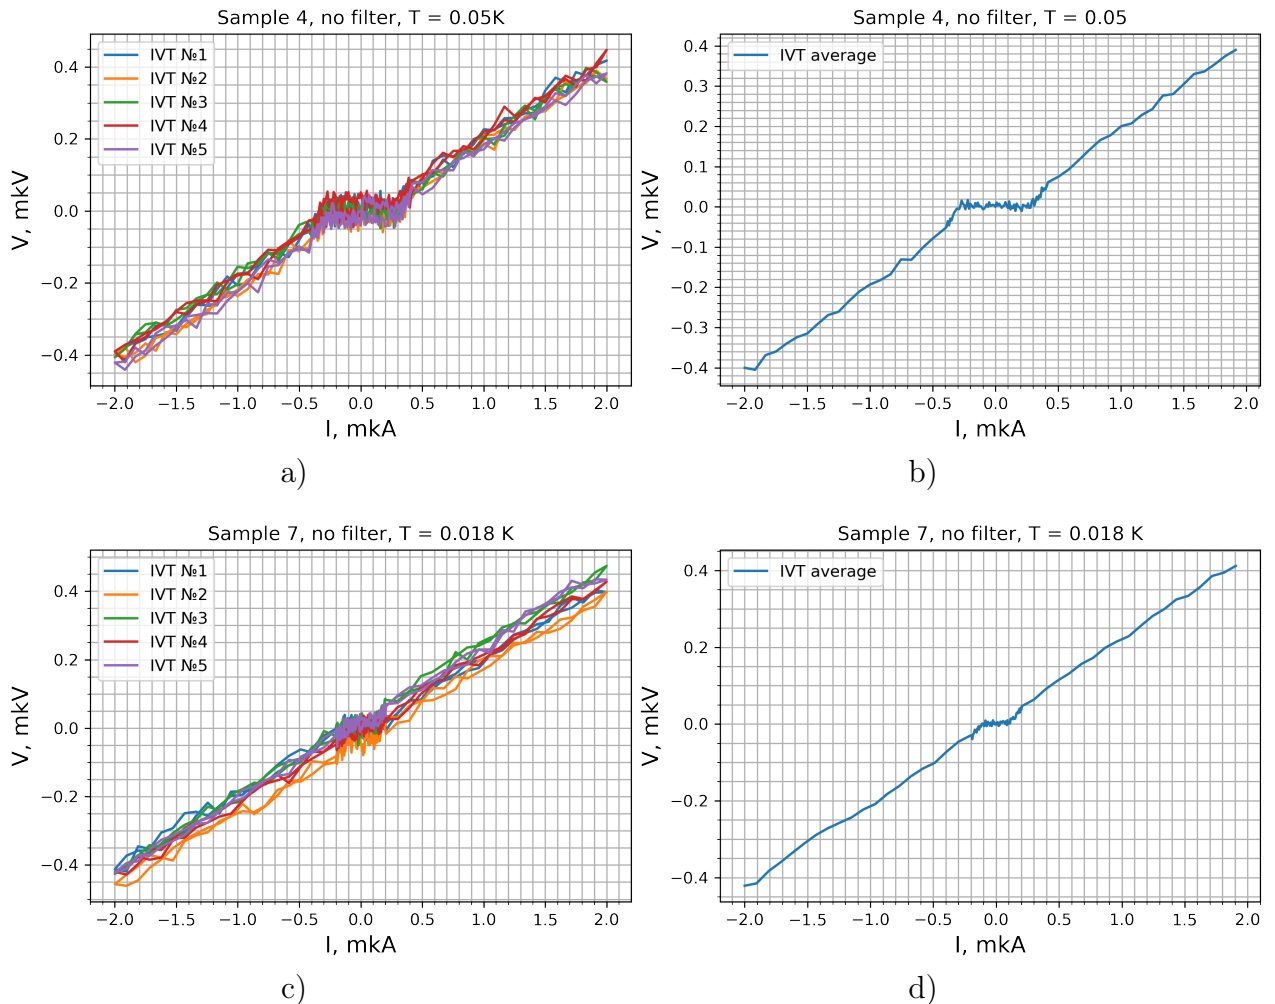 Sample 4, no filter, T = 0.05K
IVT №1
IVT №2
IVT №3
IVT №4
IVT №5
0.4
0.2
0.0
−0.2
−0.4
V, mkV
−2.0 −1.5 −1.0 −0.5 0.0 0.5 1.0 1.5 2.0
I, mkA
a)
Sample 4, no filter, T = 0.05
IVT average
0.4
0.3
0.2
0.1
0.0
−0.1
−0.2
−0.3
−0.4
V, mkV
−2.0 −1.5 −1.0 −0.5 0.0 0.5 1.0 1.5 2.0
I, mkA
b)
Sample 7, no filter, T = 0.018 K
IVT №1
IVT №2
IVT №3
IVT №4
IVT №5
0.4
0.2
0.0
−0.2
−0.4
V, mkV
−2.0 −1.5 −1.0 −0.5 0.0 0.5 1.0 1.5 2.0
I, mkA
c)
Sample 7, no filter, T = 0.018 K
IVT average
0.4
0.2
0.0
−0.2
−0.4
V, mkV
−2.0 −1.5 −1.0 −0.5 0.0 0.5 1.0 1.5 2.0
I, mkA
d)